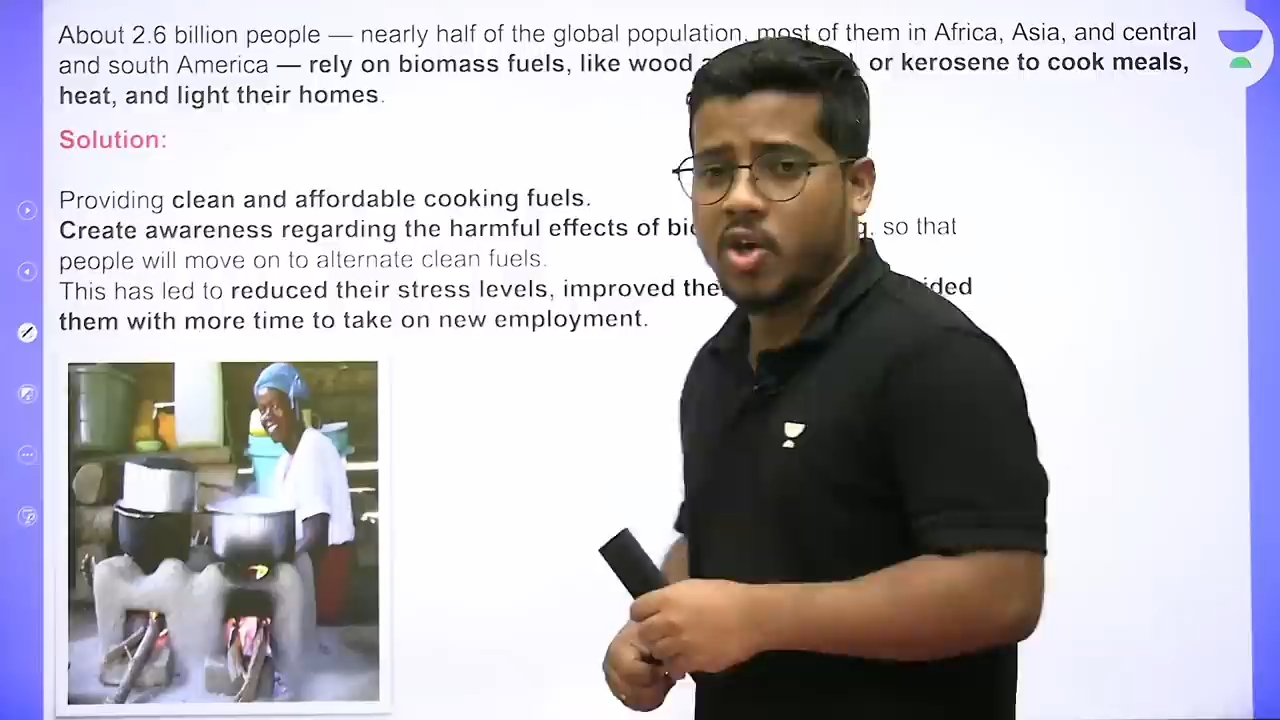 About 2.6 billion people — nearly half of the global population, most of them in Africa, Asia, and central
and south America — rely on biomass fuels, like wood or kerosene to cook meals,
heat, and light their homes.
Solution:
Providing clean and affordable cooking fuels.
Create awareness regarding the harmful effects of so that
people will move on to alternate clean fuels.
This has led to reduced their stress levels, improved
them with more time to take on new employment.